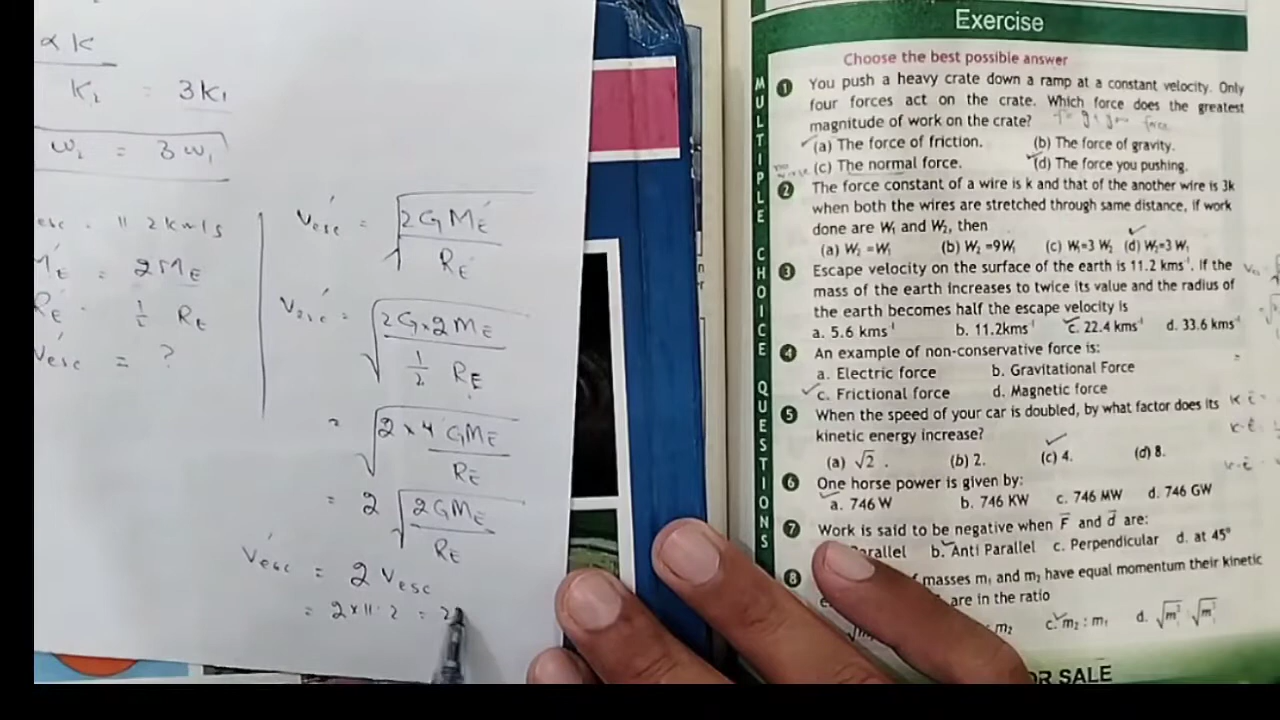 α K
K₂ = 3K₁
W₂ = 3W₁
esc = 11.2 km/s
M′E = 2ME
R′E = 1/2 RE
V′esc = ?
V′esc = √(2GM′E / R′E)
V′esc = √(2G×2ME / 1/2 RE)
= √(2×4GME / RE)
= 2√(2GME / RE)
V′esc = 2Vesc
= 2×11.2 = 2
Exercise
MULTIPLE CHOICE QUESTIONS
Choose the best possible answer
1 You push a heavy crate down a ramp at a constant velocity. Only
four forces act on the crate. Which force does the greatest
magnitude of work on the crate?
(a) The force of friction. (b) The force of gravity.
(c) The normal force. (d) The force you pushing.
2 The force constant of a wire is k and that of the another wire is 3k
when both the wires are stretched through same distance, if work
done are W₁ and W₂, then
(a) W₂ =W₁ (b) W₂ =9W₁ (c) W₁=3 W₂ (d) W₂=3 W₁
3 Escape velocity on the surface of the earth is 11.2 kms⁻¹. If the
mass of the earth increases to twice its value and the radius of
the earth becomes half the escape velocity is
a. 5.6 kms⁻¹ b. 11.2kms⁻¹ c. 22.4 kms⁻¹ d. 33.6 kms⁻¹
4 An example of non-conservative force is:
a. Electric force b. Gravitational Force
c. Frictional force d. Magnetic force
5 When the speed of your car is doubled, by what factor does its
kinetic energy increase?
(a) √2 . (b) 2. (c) 4. (d) 8.
6 One horse power is given by:
a. 746 W b. 746 KW c. 746 MW d. 746 GW
7 Work is said to be negative when F and d are:
arallel b. Anti Parallel c. Perpendicular d. at 45°
8 masses m₁ and m₂ have equal momentum their kinetic
are in the ratio
m₂ c. m₂ : m₁ d.
OR SALE